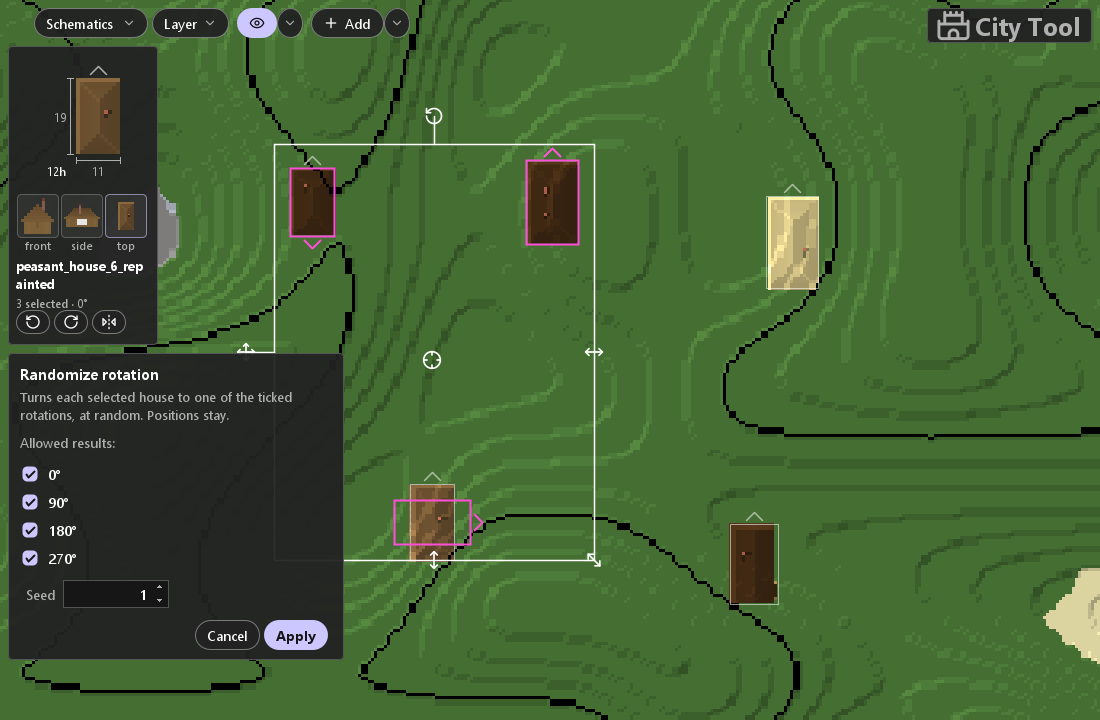 Schematics
Layer
Add
City Tool
19
12h
11
front
side
top
peasant_house_6_rep
ainted
3 selected · 0°
Randomize rotation
Turns each selected house to one of the ticked
rotations, at random. Positions stay.
Allowed results:
0°
90°
180°
270°
Seed
1
Cancel
Apply